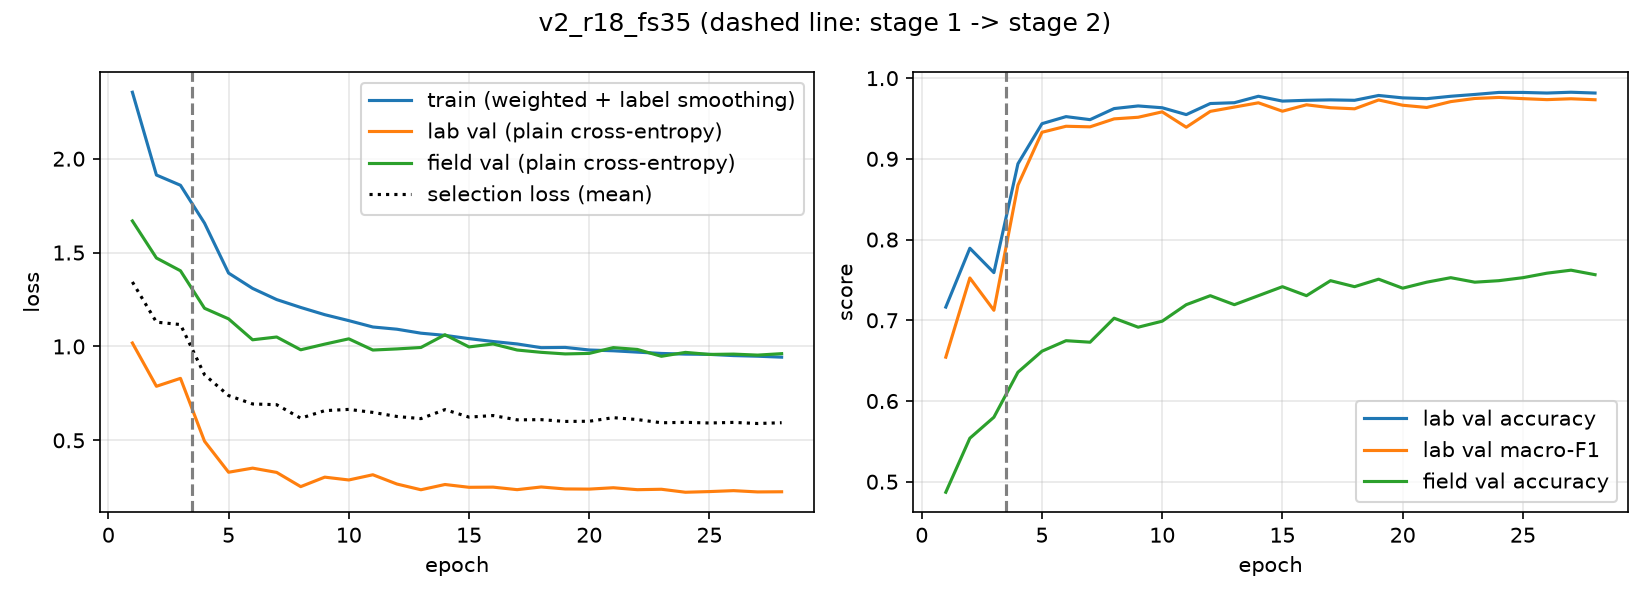 v2_r18_fs35 (dashed line: stage 1 -> stage 2)
train (weighted + label smoothing)
lab val (plain cross-entropy)
field val (plain cross-entropy)
selection loss (mean)
loss
2.0
1.5
1.0
0.5
0 5 10 15 20 25
epoch
score
1.0
0.9
0.8
0.7
0.6
0.5
lab val accuracy
lab val macro-F1
field val accuracy
0 5 10 15 20 25
epoch